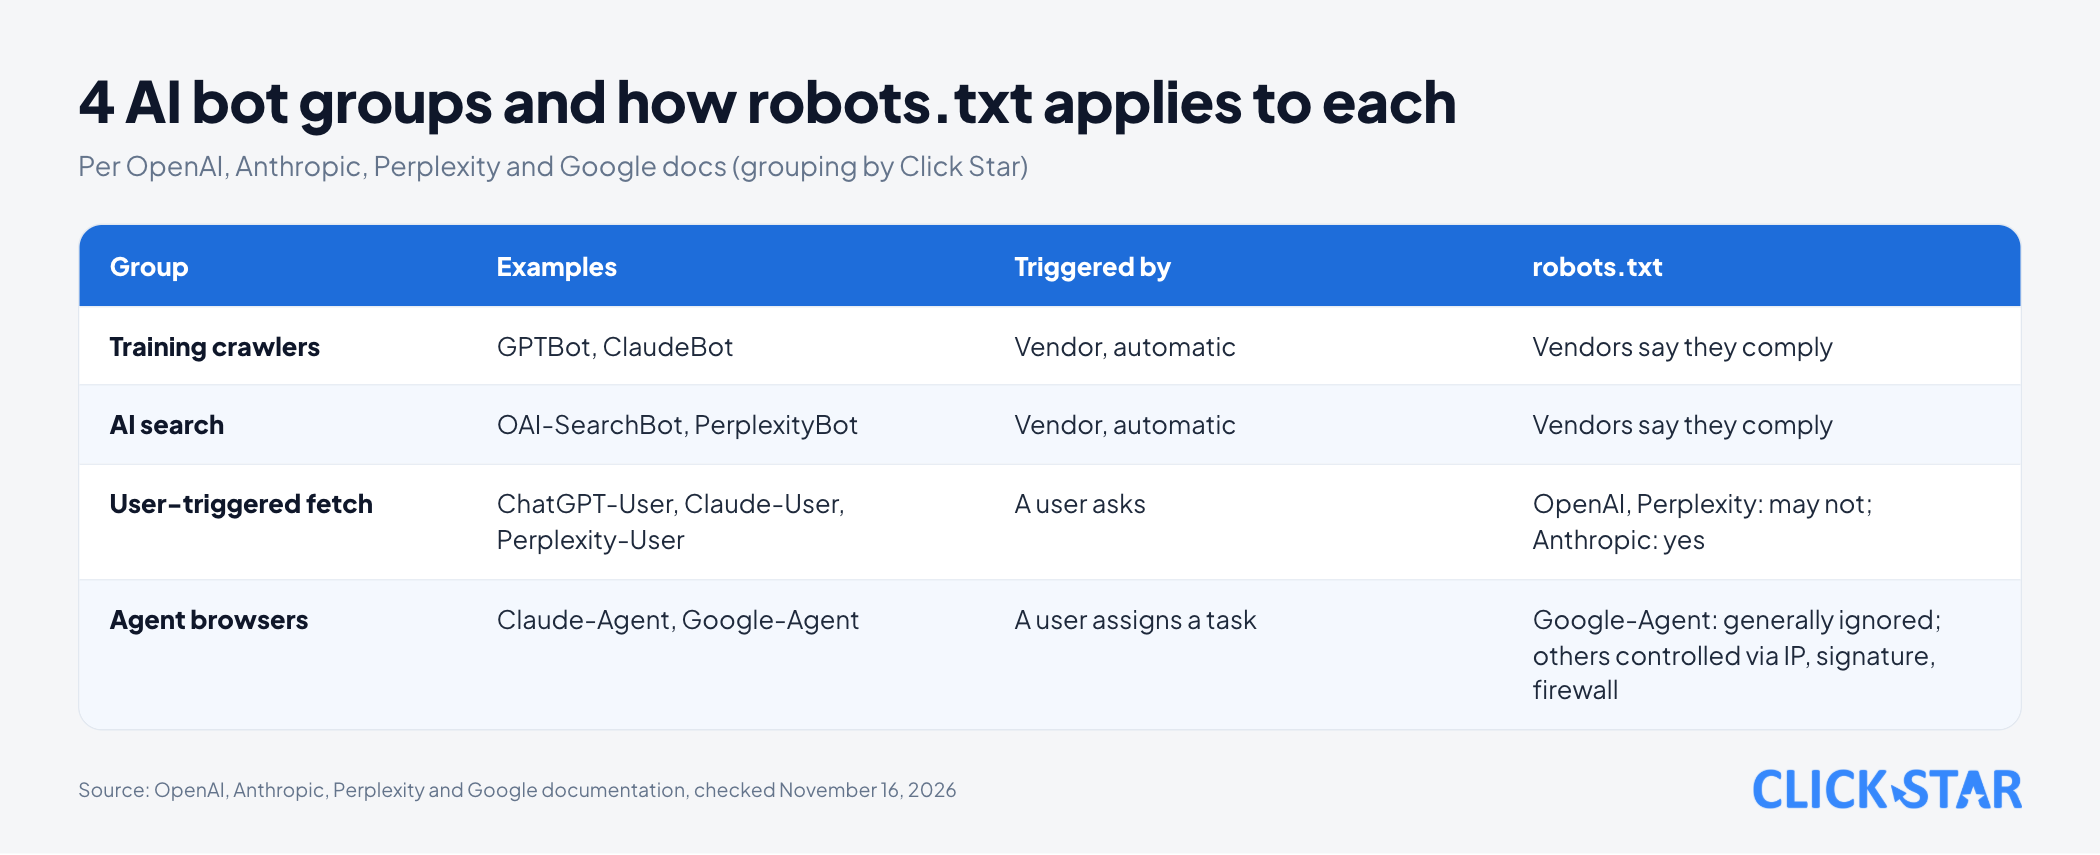 4 AI bot groups and how robots.txt applies to each
Per OpenAI, Anthropic, Perplexity and Google docs (grouping by Click Star)
Group Examples Triggered by robots.txt
Training crawlers GPTBot, ClaudeBot Vendor, automatic Vendors say they comply
AI search OAI-SearchBot, PerplexityBot Vendor, automatic Vendors say they comply
User-triggered fetch ChatGPT-User, Claude-User, A user asks OpenAI, Perplexity: may not;
Perplexity-User Anthropic: yes
Agent browsers Claude-Agent, Google-Agent A user assigns a task Google-Agent: generally ignored;
others controlled via IP, signature,
firewall
Source: OpenAI, Anthropic, Perplexity and Google documentation, checked November 16, 2026
CLICK STAR